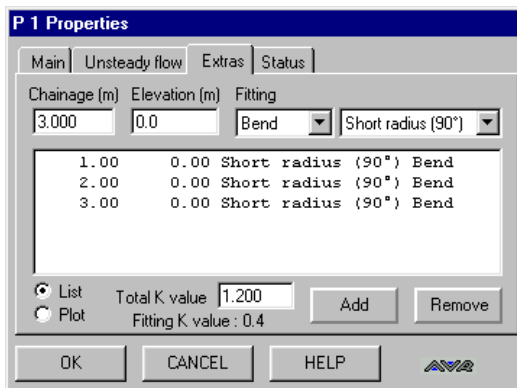 P 1 Properties
Main Unsteady flow Extras Status
Chainage (m) Elevation (m) Fitting
3.000 0.0 Bend Short radius (90°)
1.00 0.00 Short radius (90°) Bend
2.00 0.00 Short radius (90°) Bend
3.00 0.00 Short radius (90°) Bend
List Total K value 1.200 Add Remove
Plot Fitting K value : 0.4
OK CANCEL HELP